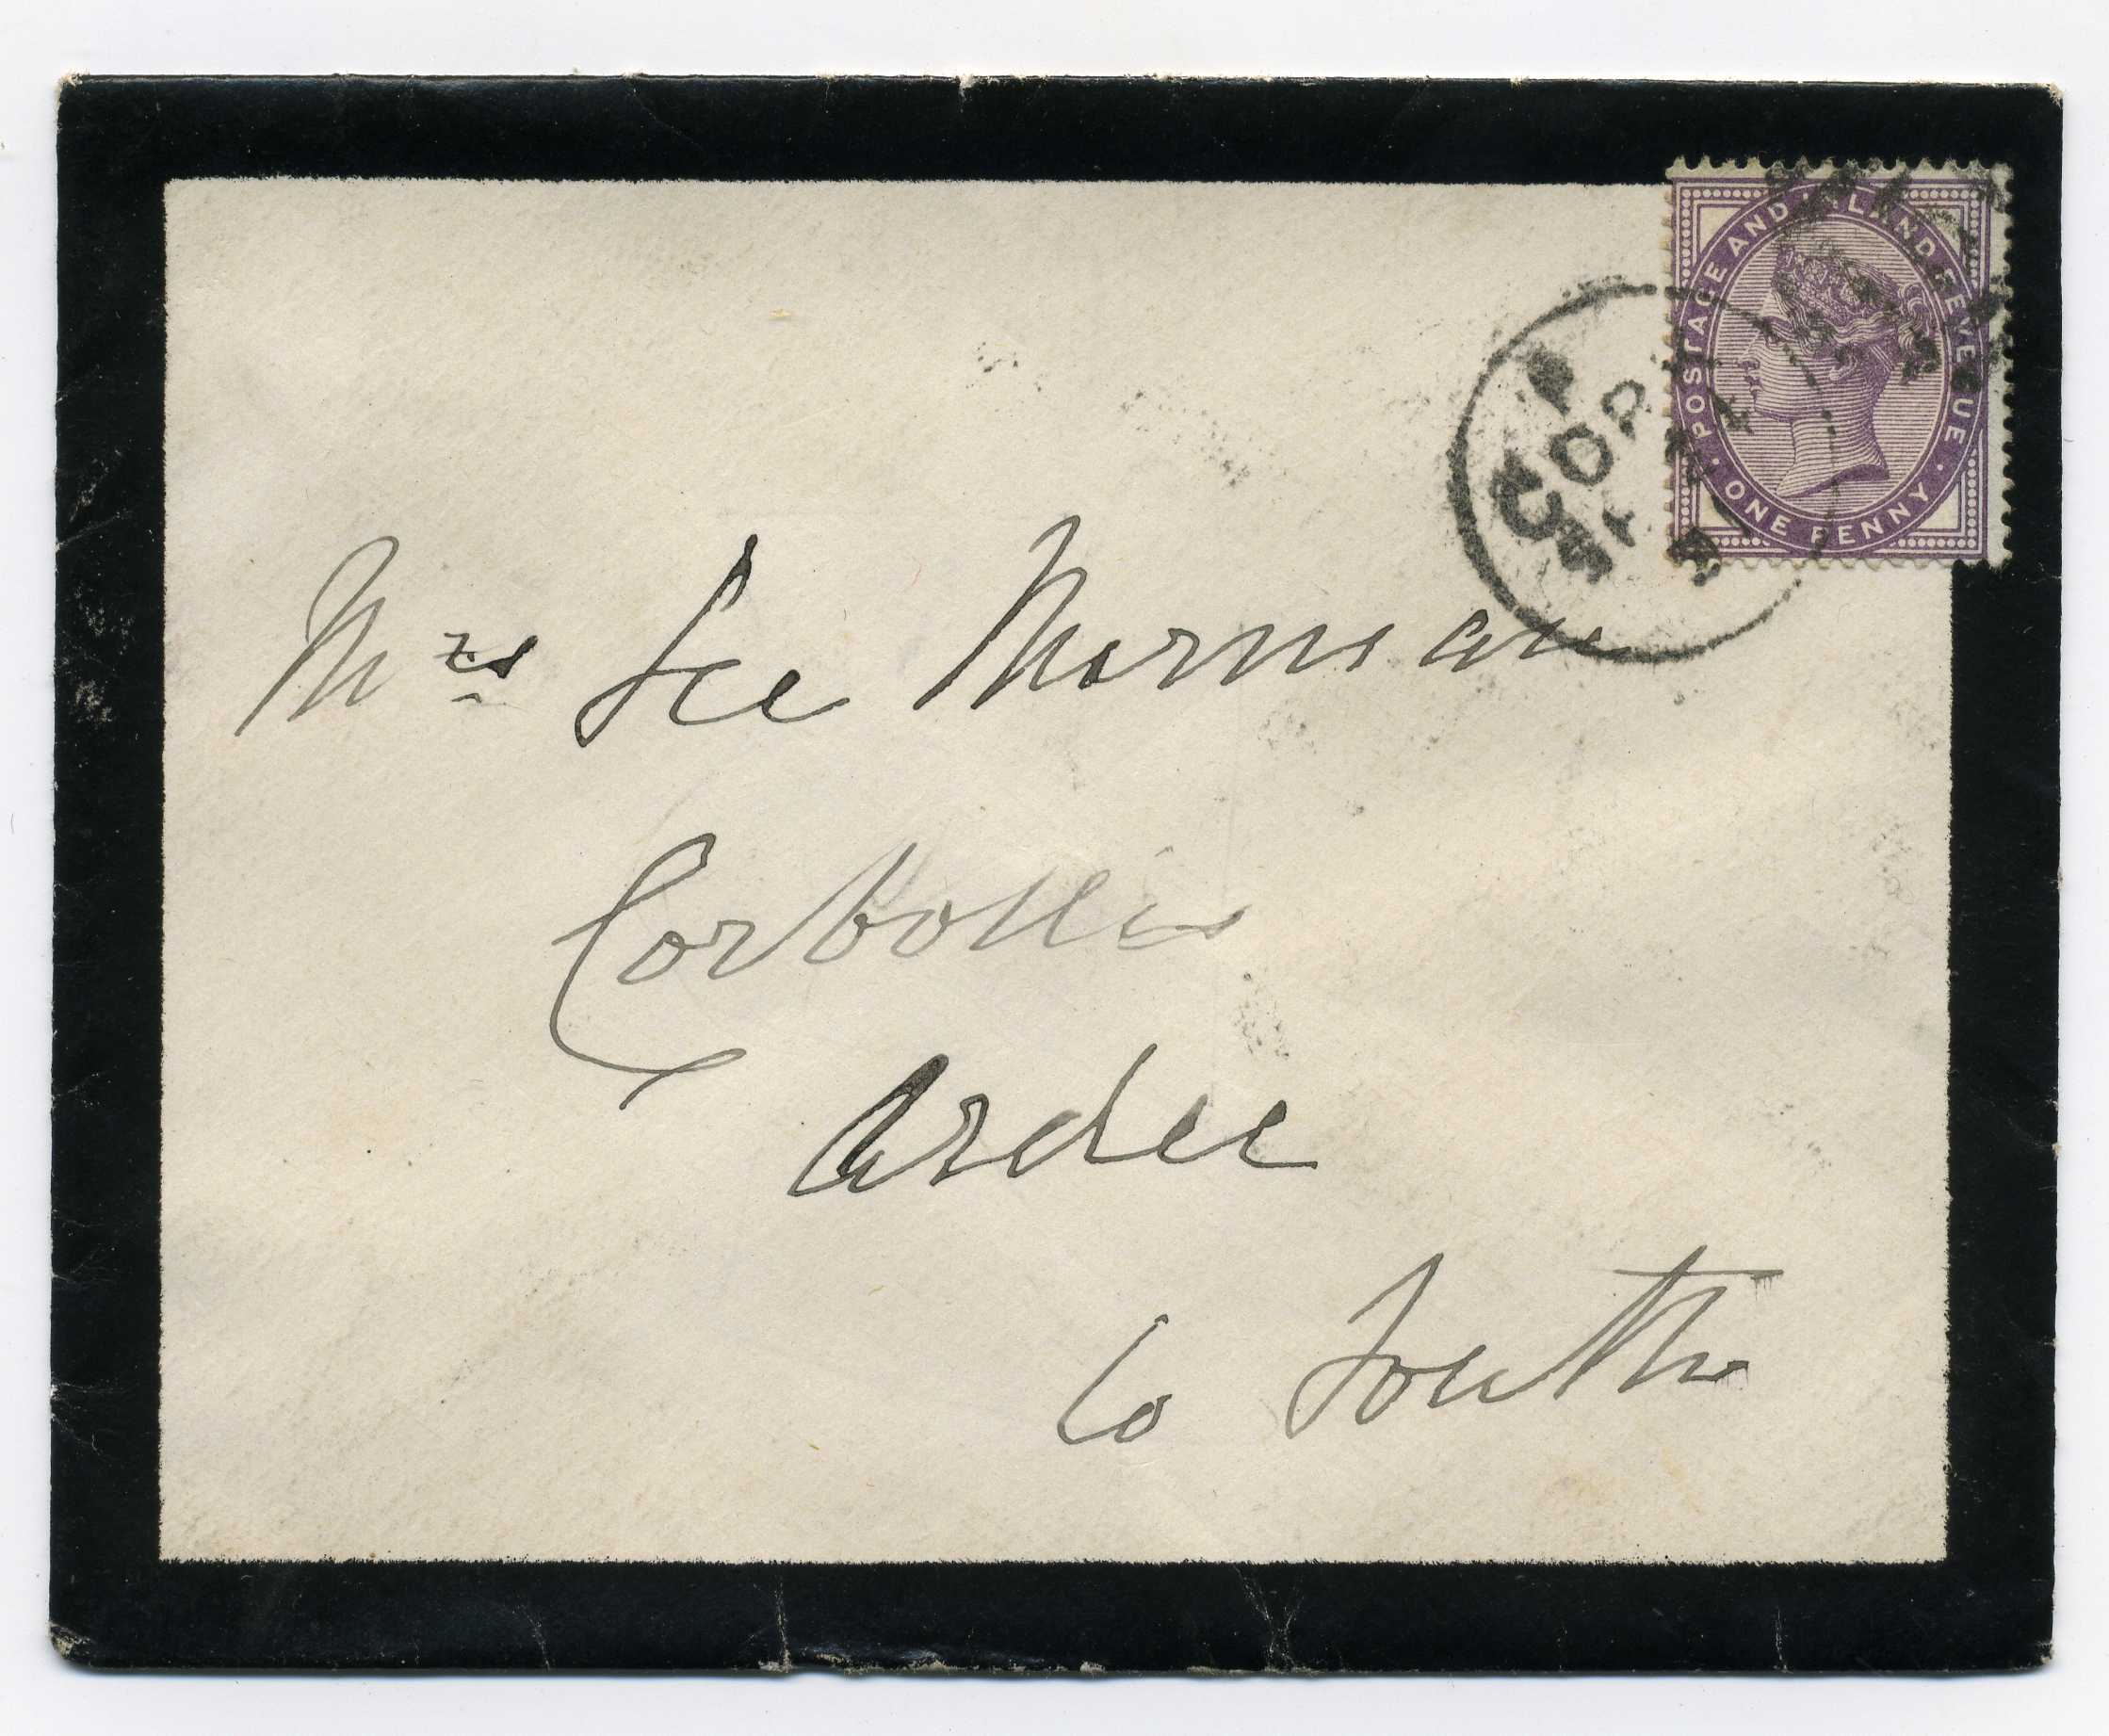 POSTAGE AND INLAND REVENUE
· ONE PENNY ·
Mrs Lee Norman
Corbollis
Ardee
Co Louth